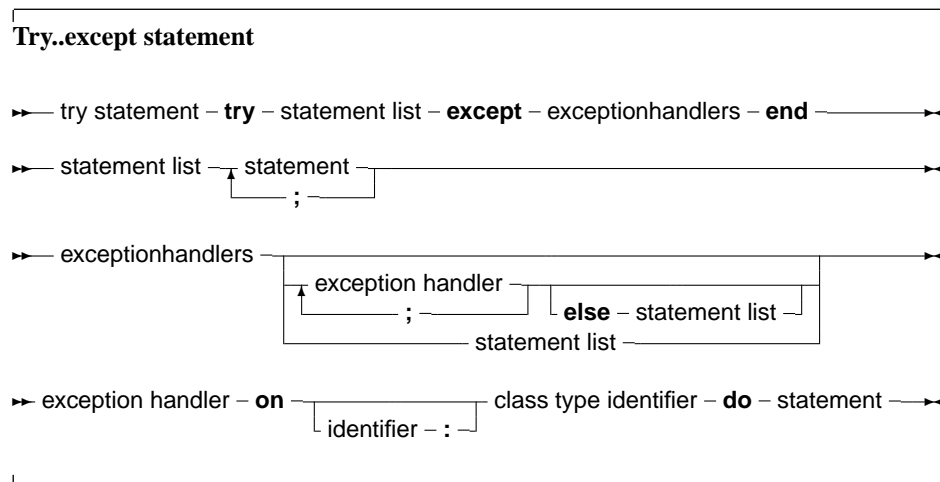 Try..except statement
try statement – try – statement list – except – exceptionhandlers – end
statement list statement
;
exceptionhandlers
exception handler
; else – statement list
statement list
exception handler – on class type identifier – do – statement
identifier – :